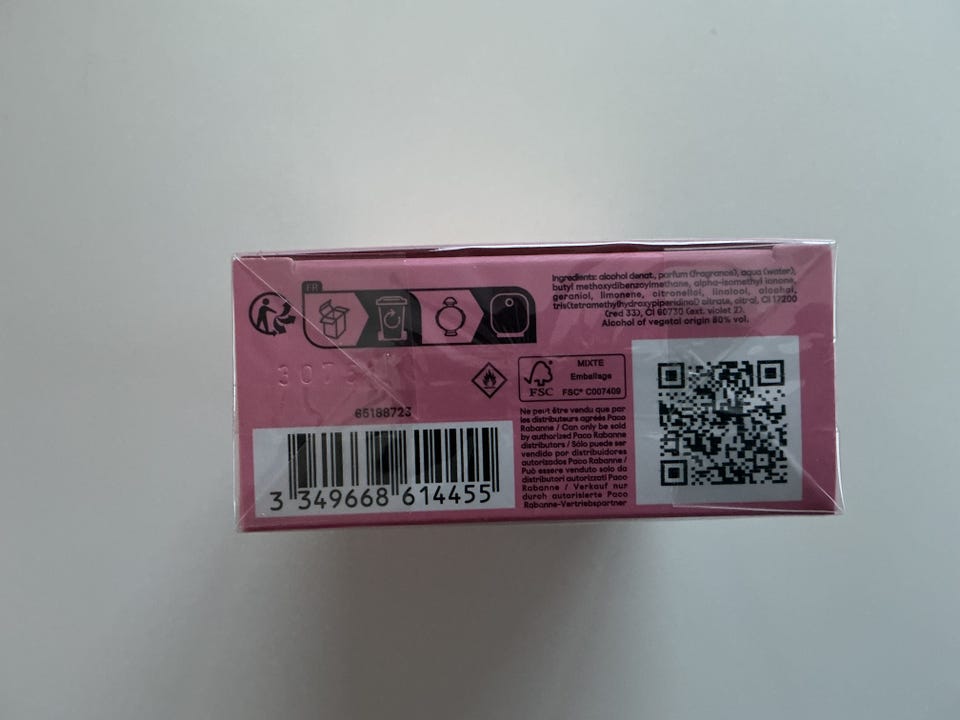 FR
Ingredients: alcohol denat., parfum (fragrance), aqua (water),
butyl methoxydibenzoylmethane, alpha-isomethyl ionone,
geraniol, limonene, citronellol, linalool, alcohol,
tris(tetramethylhydroxypiperidinol) citrate, citral, CI 17200
(red 33), CI 60730 (ext. violet 2).
Alcohol of vegetal origin 80% vol.
FSC
MIXTE
Emballage
FSC® C007409
65188723
3 349668 614455
Ne peut être vendu que par
les distributeurs agréés Paco
Rabanne / Can only be sold
by authorized Paco Rabanne
distributors / Sólo puede ser
vendido por distribuidores
autorizados Paco Rabanne /
Può essere venduto solo da
distributori autorizzati Paco
Rabanne / Verkauf nur
durch autorisierte Paco
Rabanne-Vertriebspartner